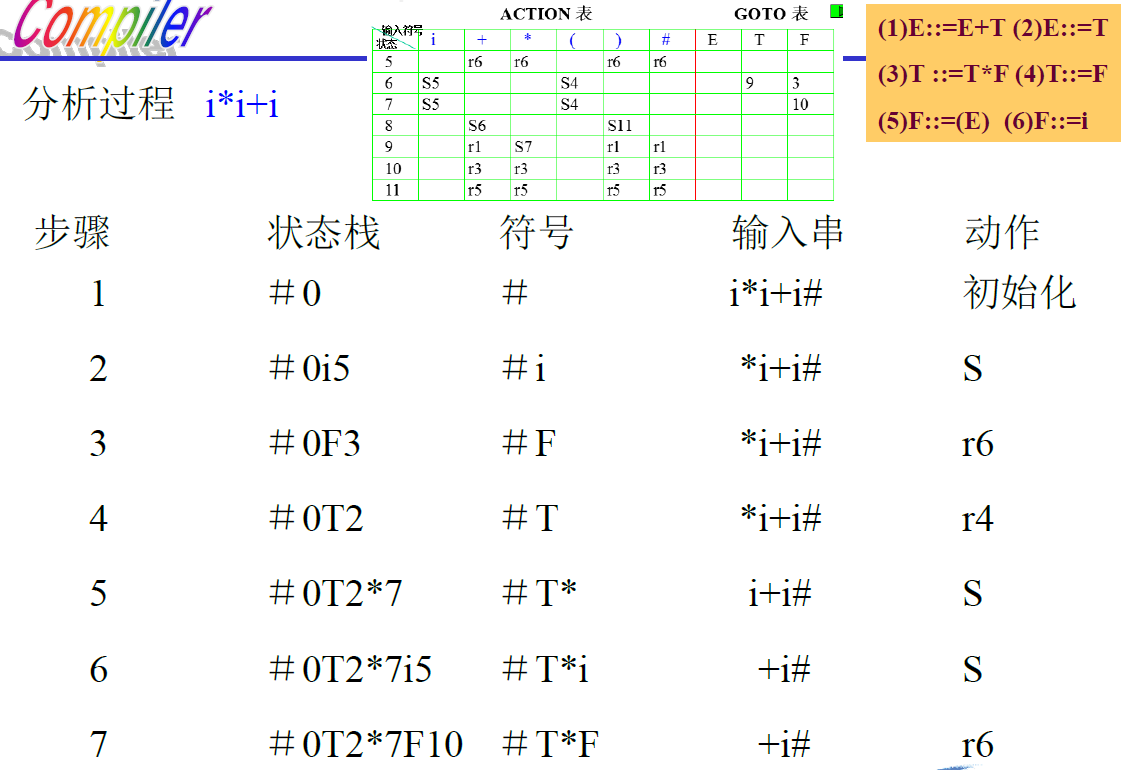 Compiler
ACTION 表 GOTO 表
输入符号
状态 i + * ( ) # E T F
5 r6 r6 r6 r6
6 S5 S4 9 3
7 S5 S4 10
8 S6 S11
9 r1 S7 r1 r1
10 r3 r3 r3 r3
11 r5 r5 r5 r5
(1)E::=E+T (2)E::=T
(3)T ::=T*F (4)T::=F
(5)F::=(E) (6)F::=i
分析过程 i*i+i
步骤 状态栈 符号 输入串 动作
1 #0 # i*i+i# 初始化
2 #0i5 #i *i+i# S
3 #0F3 #F *i+i# r6
4 #0T2 #T *i+i# r4
5 #0T2*7 #T* i+i# S
6 #0T2*7i5 #T*i +i# S
7 #0T2*7F10 #T*F +i# r6